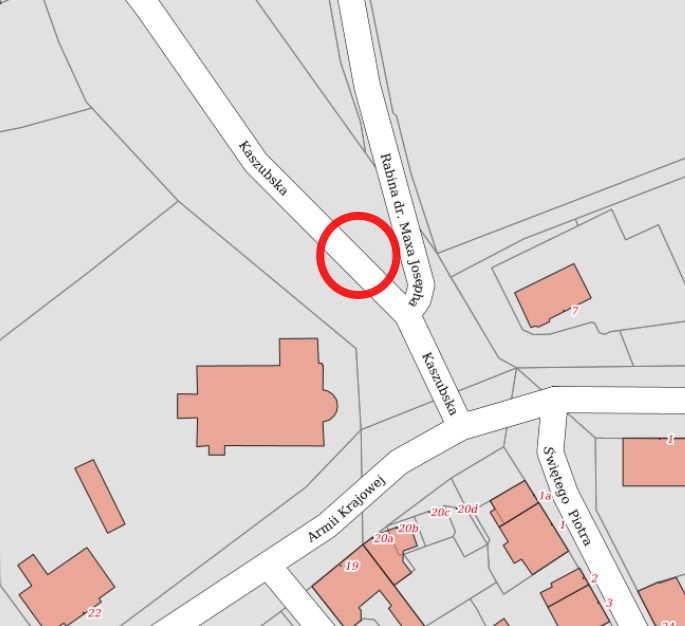 Kaszubska
Rabina dr. Maxa Josepha
7
Kaszubska
1
Świętego Piotra
Armii Krajowej
1a
20c
20d
20b
1
20a
19
2
3
22